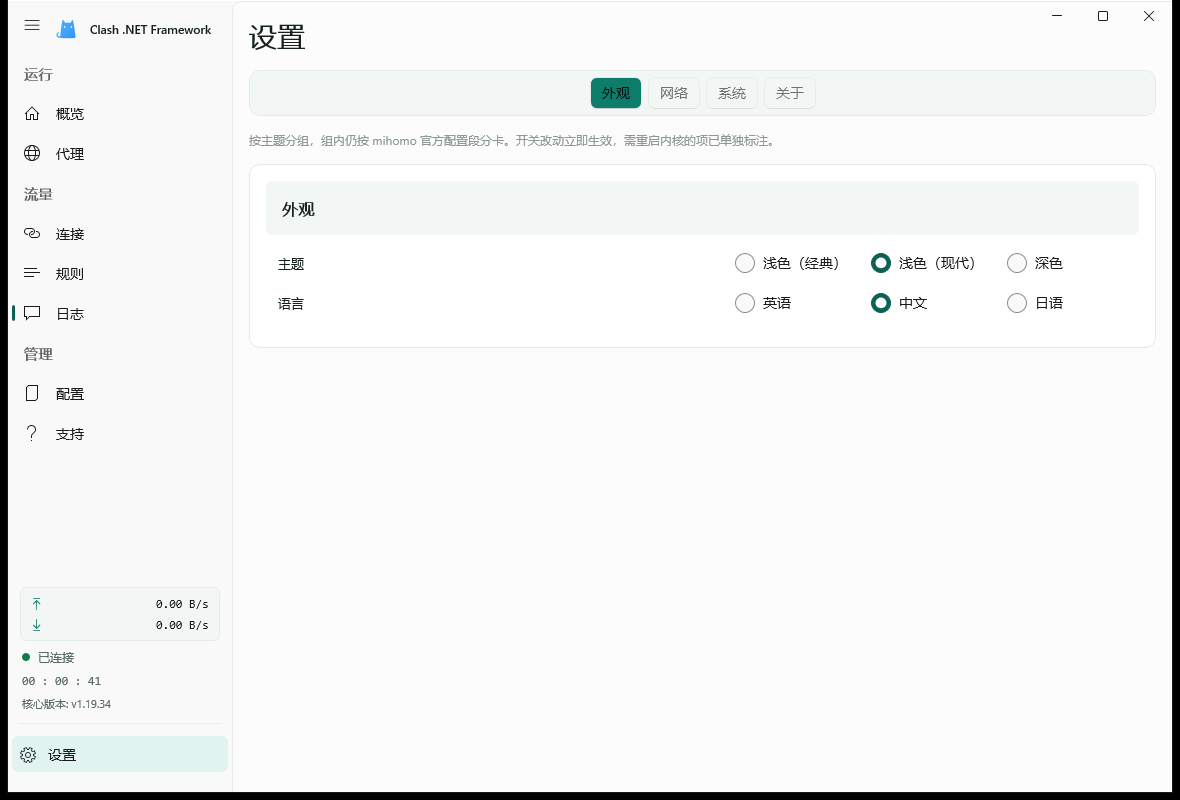 Clash .NET Framework
运行
概览
代理
流量
连接
规则
日志
管理
配置
支持
0.00 B/s
0.00 B/s
已连接
00 : 00 : 41
核心版本: v1.19.34
设置
设置
外观 网络 系统 关于
按主题分组，组内仍按 mihomo 官方配置段分卡。开关改动立即生效，需重启内核的项已单独标注。
外观
主题 浅色（经典） 浅色（现代） 深色
语言 英语 中文 日语